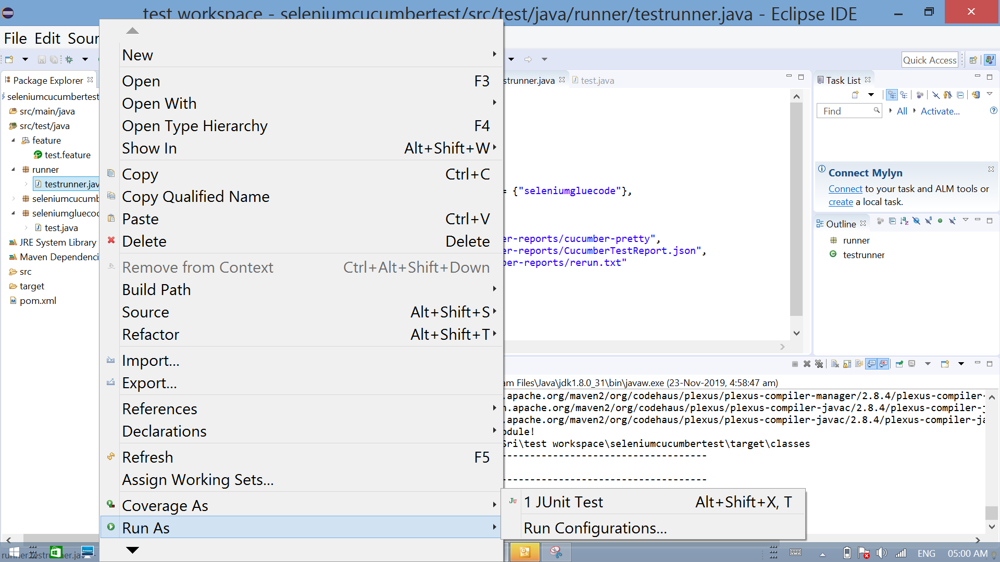 test workspace - seleniumcucumbertest/src/test/java/runner/testrunner.java - Eclipse IDE
File Edit Sour
Quick Access
Package Explorer
seleniumcucumbertest
src/main/java
src/test/java
feature
test.feature
runner
testrunner.jav
seleniumcucumb
seleniumgluecod
test.java
JRE System Library
Maven Dependenci
src
target
pom.xml
New
Open F3
Open With
Open Type Hierarchy F4
Show In Alt+Shift+W
Copy Ctrl+C
Copy Qualified Name
Paste Ctrl+V
Delete Delete
Remove from Context Ctrl+Alt+Shift+Down
Build Path
Source Alt+Shift+S
Refactor Alt+Shift+T
Import...
Export...
References
Declarations
Refresh F5
Assign Working Sets...
Coverage As
Run As
1 JUnit Test Alt+Shift+X, T
Run Configurations...
strunner.java
test.java
= {"seleniumgluecode"},
er-reports/cucumber-pretty",
er-reports/CucumberTestReport.json",
ber-reports/rerun.txt"
Task List
Find All Activate...
Connect Mylyn
Connect to your task and ALM tools or
create a local task.
Outline
runner
testrunner
am Files\Java\jdk1.8.0_31\bin\javaw.exe (23-Nov-2019, 4:58:47 am)
.apache.org/maven2/org/codehaus/plexus/plexus-compiler-manager/2.8.4/plexus-compiler-
n.apache.org/maven2/org/codehaus/plexus/plexus-compiler-javac/2.8.4/plexus-compiler-j
.apache.org/maven2/org/codehaus/plexus/plexus-compiler-javac/2.8.4/plexus-compiler-ja
odule!
Sri\test workspace\seleniumcucumbertest\target\classes
-----------------------------------
-----------------------------------
ENG 05:00 AM